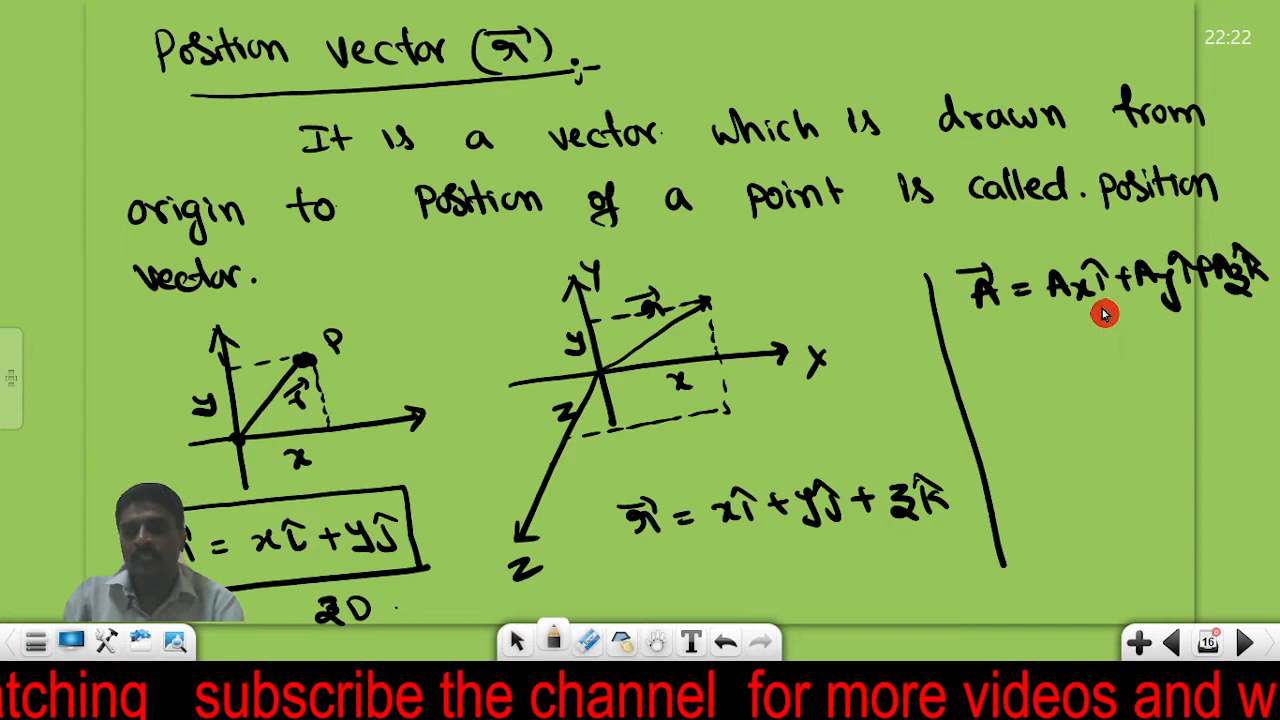 22:22
Position vector (r⃗) :-
It is a vector which is drawn from
origin to position of a point is called. position
vector.
A⃗ = Axî + Ayĵ + Azk̂
Y
r⃗
y
x
X
z
Z
P
y
r⃗
x
= xî + yĵ
r⃗ = xî + yĵ + zk̂
T
16
atching subscribe the channel for more videos and w